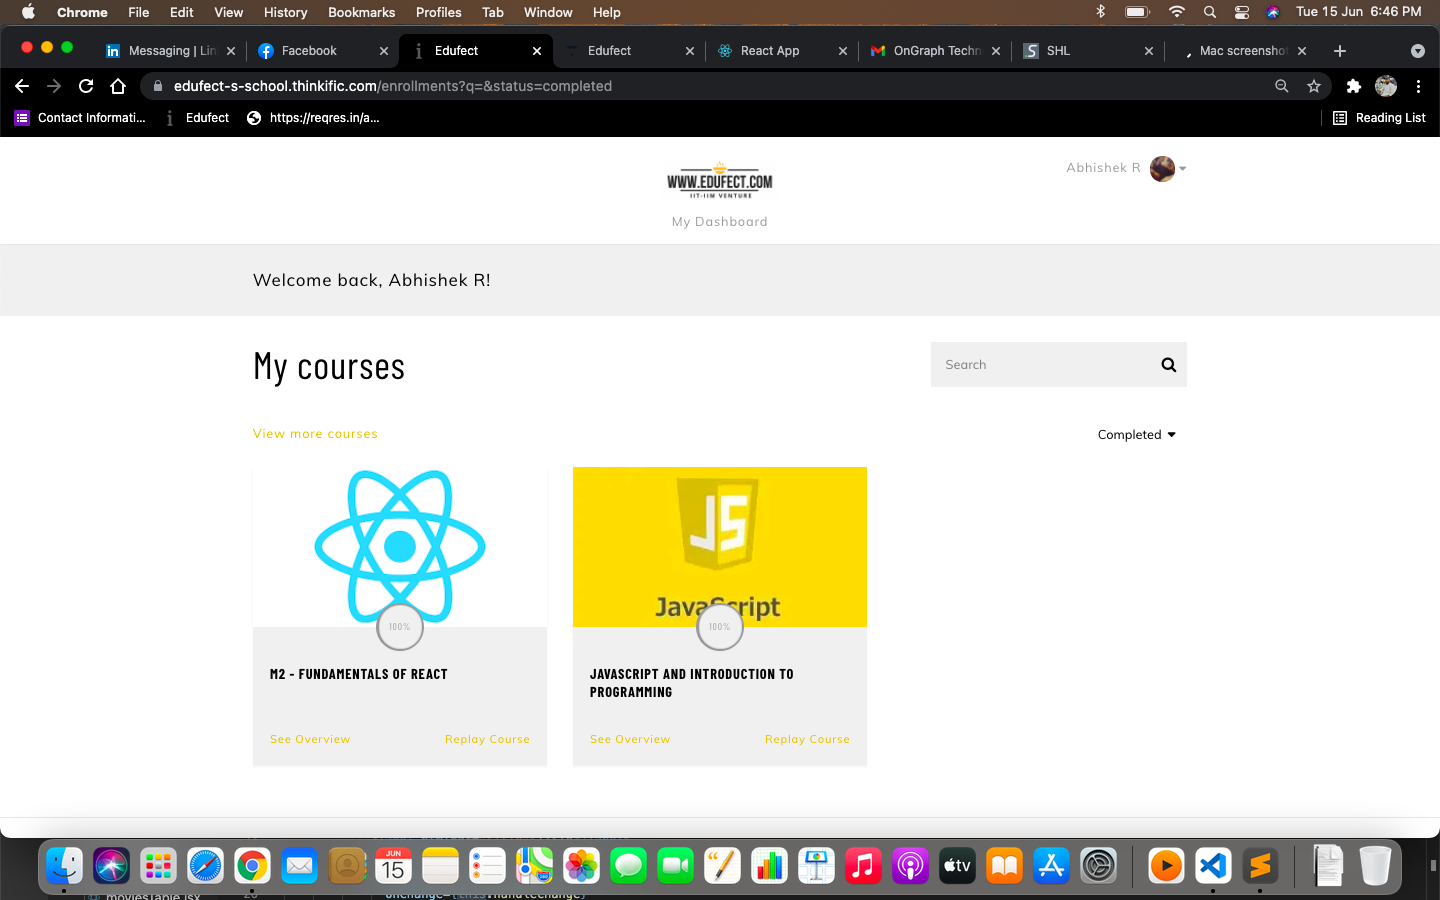 Chrome File Edit View History Bookmarks Profiles Tab Window Help Tue 15 Jun 6:46 PM
in Messaging | Lin Facebook i Edufect Edufect React App OnGraph Techn S SHL Mac screensho
edufect-s-school.thinkific.com/enrollments?q=&status=completed
Contact Informati... i Edufect https://reqres.in/a... Reading List
Abhishek R
WWW.EDUFECT.COM
IIT-IIM VENTURE
My Dashboard
Welcome back, Abhishek R!
My courses
Search
View more courses
Completed
JS
JavaScript
100% 100%
M2 - FUNDAMENTALS OF REACT
JAVASCRIPT AND INTRODUCTION TO
PROGRAMMING
See Overview Replay Course See Overview Replay Course
JUN
15
tv
moviesTable.jsx